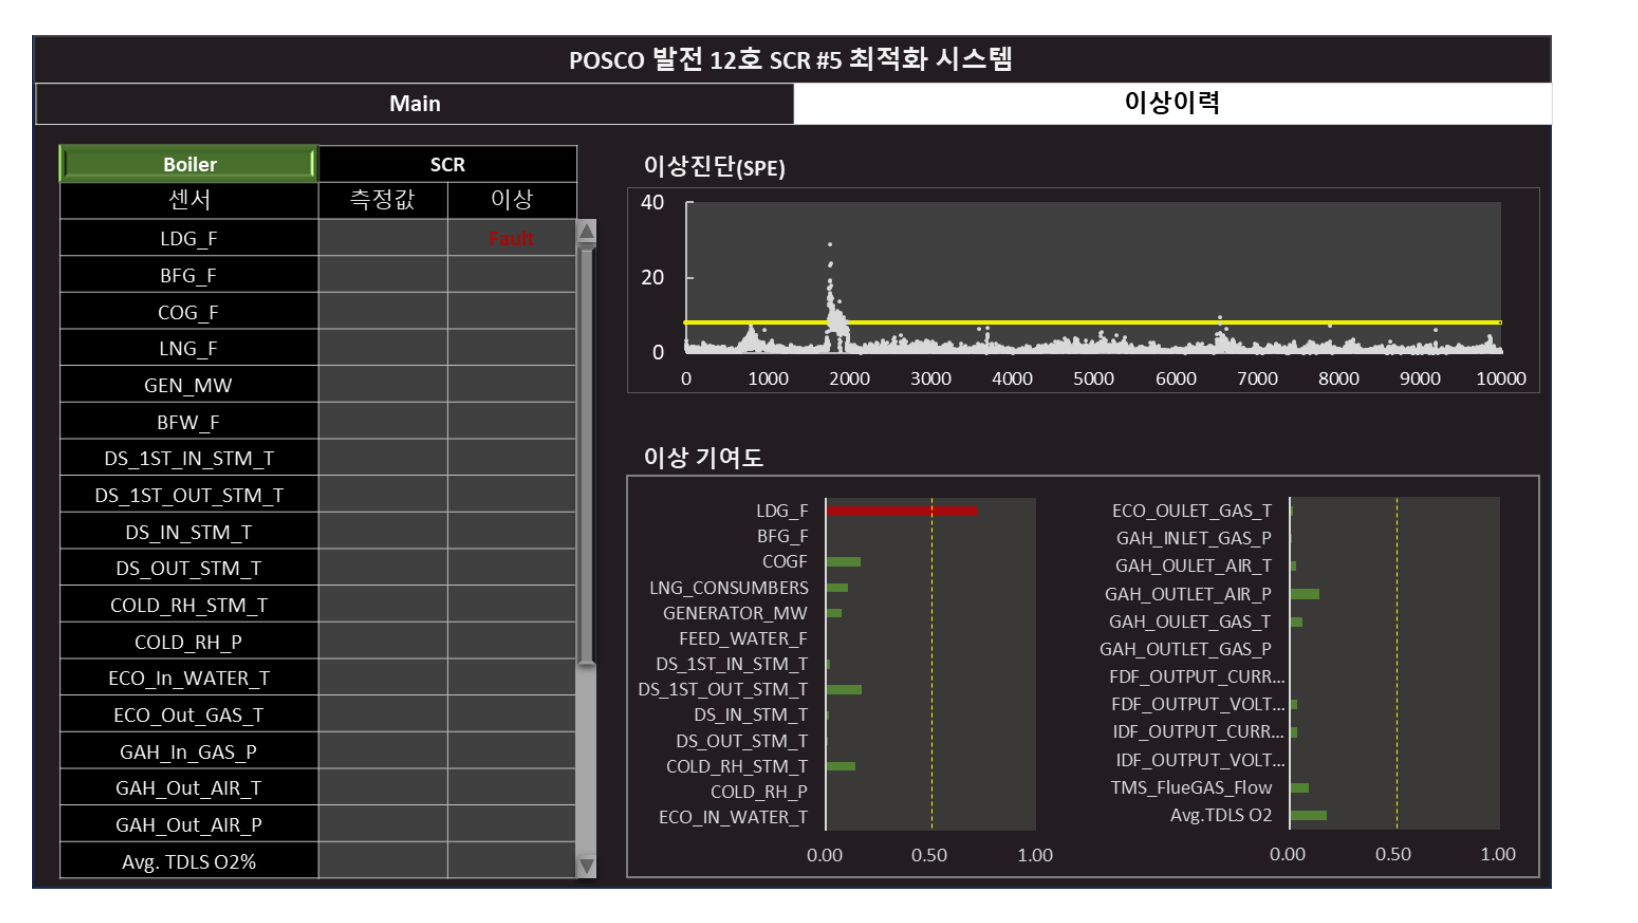 POSCO 발전 12호 SCR #5 최적화 시스템
Main 이상이력
Boiler SCR
센서 측정값 이상
LDG_F Fault
BFG_F
COG_F
LNG_F
GEN_MW
BFW_F
DS_1ST_IN_STM_T
DS_1ST_OUT_STM_T
DS_IN_STM_T
DS_OUT_STM_T
COLD_RH_STM_T
COLD_RH_P
ECO_In_WATER_T
ECO_Out_GAS_T
GAH_In_GAS_P
GAH_Out_AIR_T
GAH_Out_AIR_P
Avg. TDLS O2%
이상진단(SPE)
40
20
0
0 1000 2000 3000 4000 5000 6000 7000 8000 9000 10000
이상 기여도
LDG_F
BFG_F
COGF
LNG_CONSUMBERS
GENERATOR_MW
FEED_WATER_F
DS_1ST_IN_STM_T
DS_1ST_OUT_STM_T
DS_IN_STM_T
DS_OUT_STM_T
COLD_RH_STM_T
COLD_RH_P
ECO_IN_WATER_T
0.00 0.50 1.00
ECO_OULET_GAS_T
GAH_INLET_GAS_P
GAH_OULET_AIR_T
GAH_OUTLET_AIR_P
GAH_OULET_GAS_T
GAH_OUTLET_GAS_P
FDF_OUTPUT_CURR...
FDF_OUTPUT_VOLT...
IDF_OUTPUT_CURR...
IDF_OUTPUT_VOLT...
TMS_FlueGAS_Flow
Avg.TDLS O2
0.00 0.50 1.00